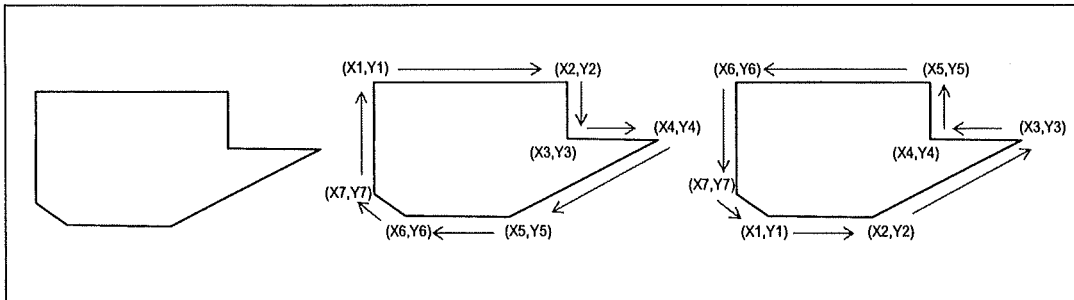 (X1,Y1) (X2,Y2) (X6,Y6) (X5,Y5)
(X4,Y4) (X3,Y3)
(X3,Y3) (X4,Y4)
(X7,Y7) (X7,Y7)
(X6,Y6) (X5,Y5) (X1,Y1) (X2,Y2)